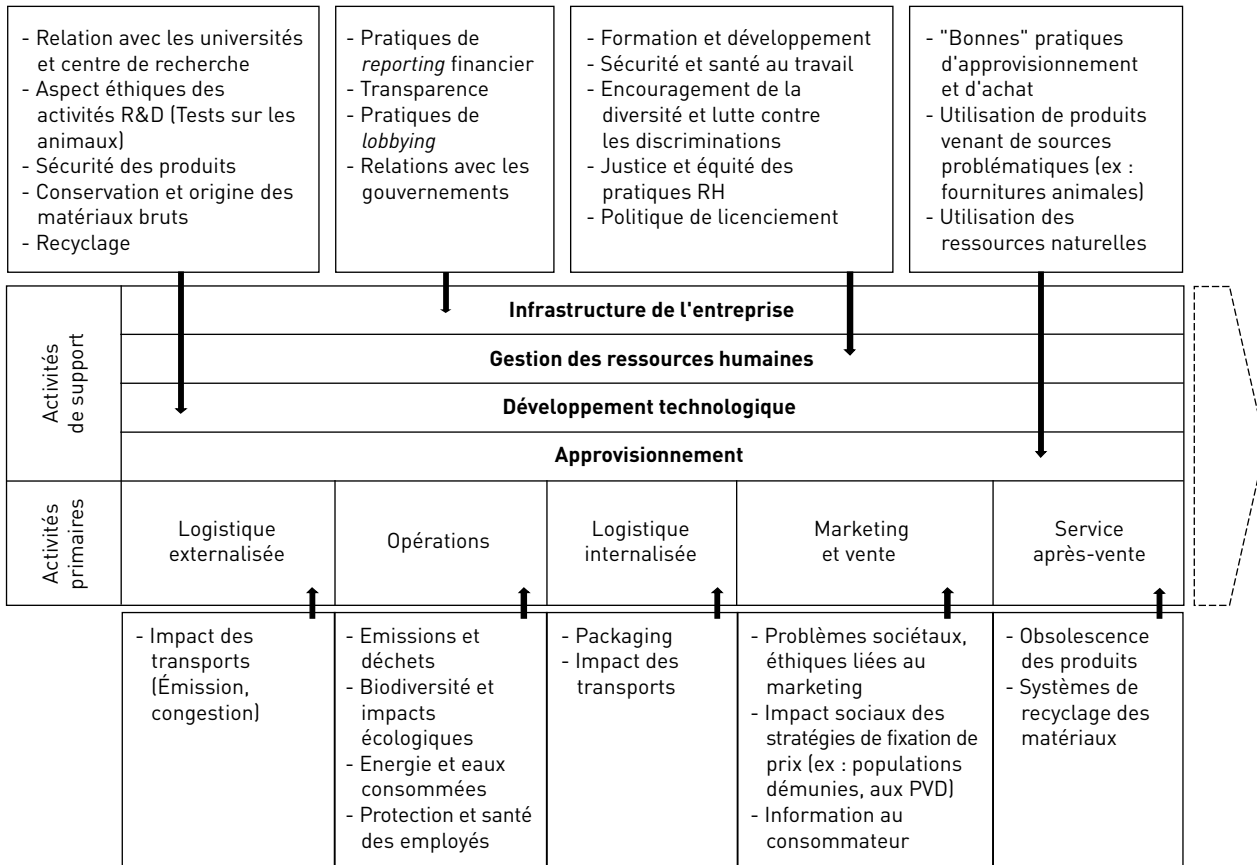 - Relation avec les universités
et centre de recherche
- Aspect éthiques des
activités R&D (Tests sur les
animaux)
- Sécurité des produits
- Conservation et origine des
matériaux bruts
- Recyclage
- Pratiques de
reporting financier
- Transparence
- Pratiques de
lobbying
- Relations avec les
gouvernements
- Formation et développement
- Sécurité et santé au travail
- Encouragement de la
diversité et lutte contre
les discriminations
- Justice et équité des
pratiques RH
- Politique de licenciement
- "Bonnes" pratiques
d'approvisionnement
et d'achat
- Utilisation de produits
venant de sources
problématiques (ex :
fournitures animales)
- Utilisation des
ressources naturelles
Activités
de support
Infrastructure de l'entreprise
Gestion des ressources humaines
Développement technologique
Approvisionnement
Activités
primaires
Logistique
externalisée
Opérations
Logistique
internalisée
Marketing
et vente
Service
après-vente
- Impact des
transports
(Émission,
congestion)
- Emissions et
déchets
- Biodiversité et
impacts
écologiques
- Energie et eaux
consommées
- Protection et santé
des employés
- Packaging
- Impact des
transports
- Problèmes sociétaux,
éthiques liées au
marketing
- Impact sociaux des
stratégies de fixation de
prix (ex : populations
démunies, aux PVD)
- Information au
consommateur
- Obsolescence
des produits
- Systèmes de
recyclage des
matériaux